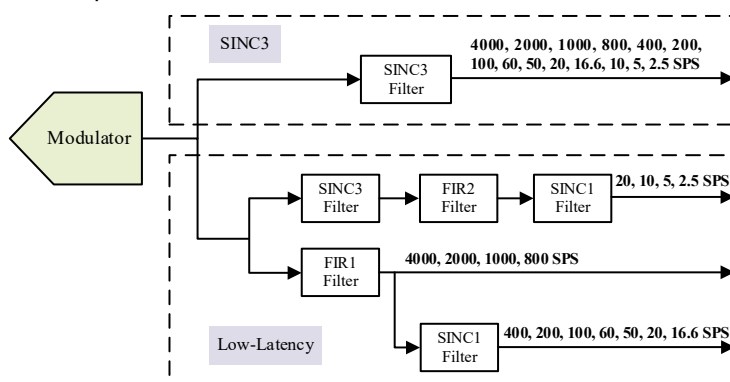 SINC3
4000, 2000, 1000, 800, 400, 200,
100, 60, 50, 20, 16.6, 10, 5, 2.5 SPS
SINC3
Filter
Modulator
SINC3
Filter
FIR2
Filter
SINC1
Filter
20, 10, 5, 2.5 SPS
FIR1
Filter
4000, 2000, 1000, 800 SPS
Low-Latency
SINC1
Filter
400, 200, 100, 60, 50, 20, 16.6 SPS